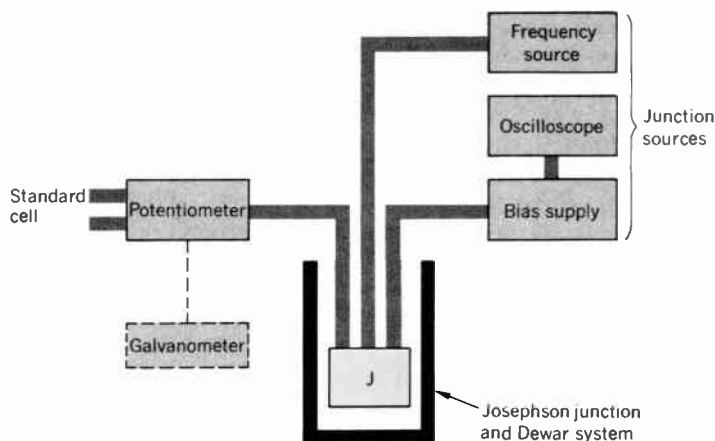 Frequency
source
Oscilloscope
Junction
sources
Standard
cell
Potentiometer
Bias supply
Galvanometer
J
Josephson junction
and Dewar system